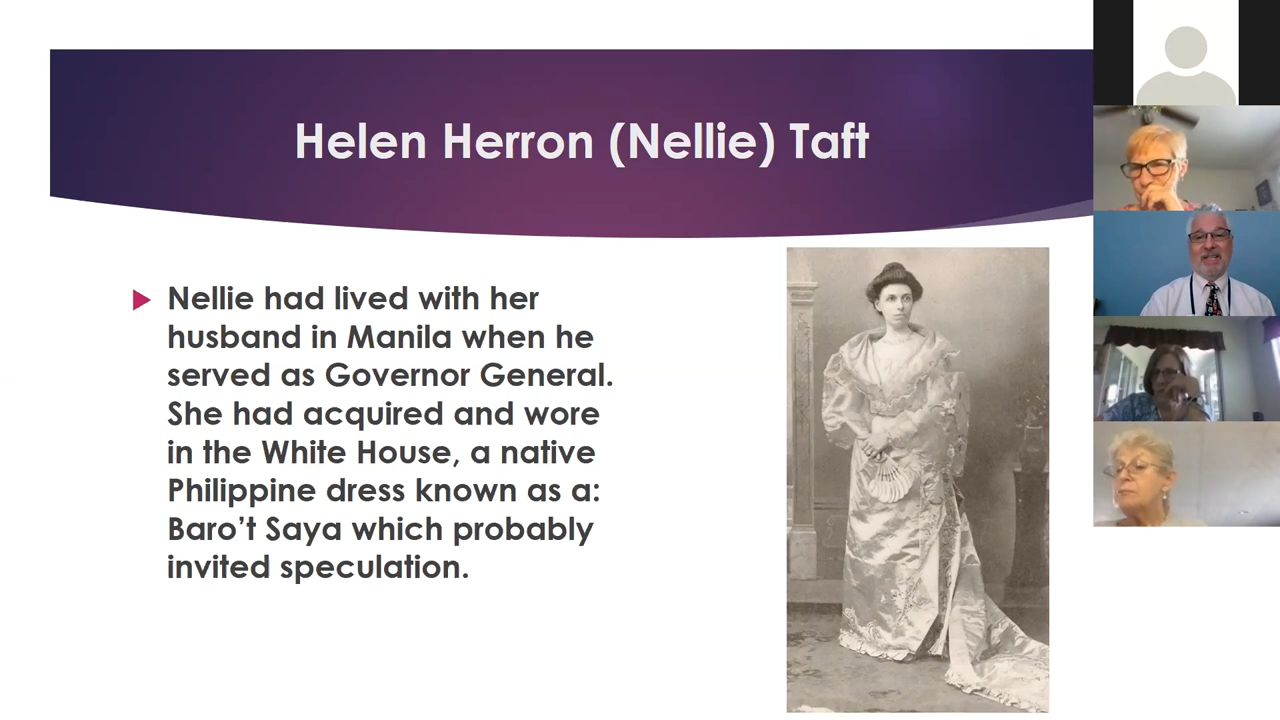 Helen Herron (Nellie) Taft
Nellie had lived with her
husband in Manila when he
served as Governor General.
She had acquired and wore
in the White House, a native
Philippine dress known as a:
Baro’t Saya which probably
invited speculation.